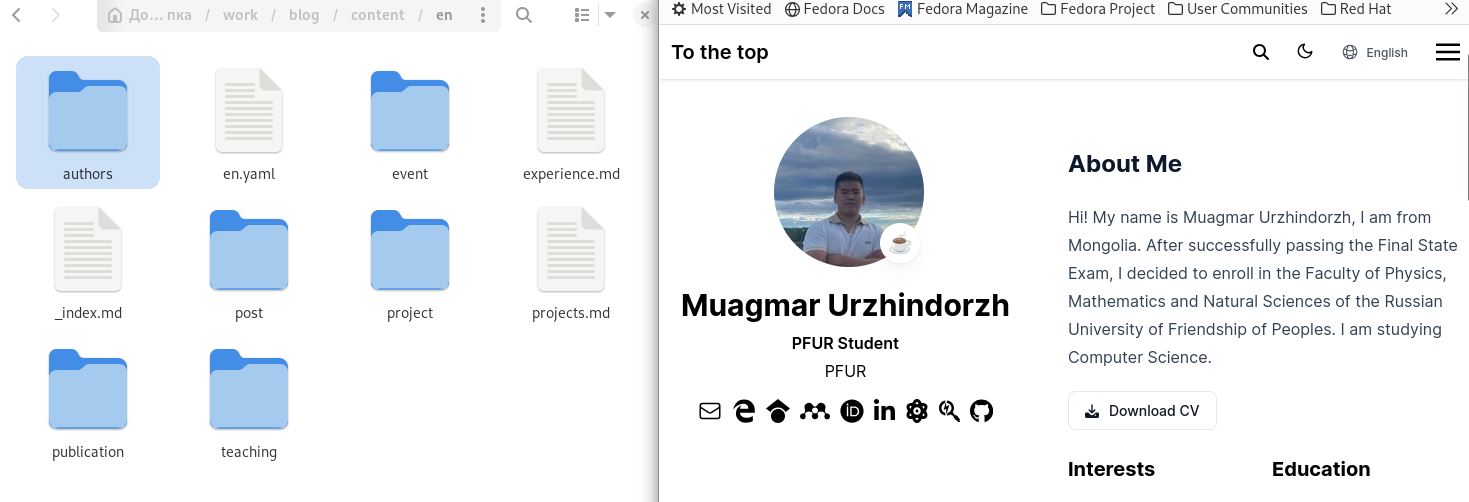 До... пка / work / blog / content / en
authors
en.yaml
event
experience.md
_index.md
post
project
projects.md
publication
teaching
Most Visited Fedora Docs Fedora Magazine Fedora Project User Communities Red Hat
To the top
English
Muagmar Urzhindorzh
PFUR Student
PFUR
iD in
About Me
Hi! My name is Muagmar Urzhindorzh, I am from
Mongolia. After successfully passing the Final State
Exam, I decided to enroll in the Faculty of Physics,
Mathematics and Natural Sciences of the Russian
University of Friendship of Peoples. I am studying
Computer Science.
Download CV
Interests
Education